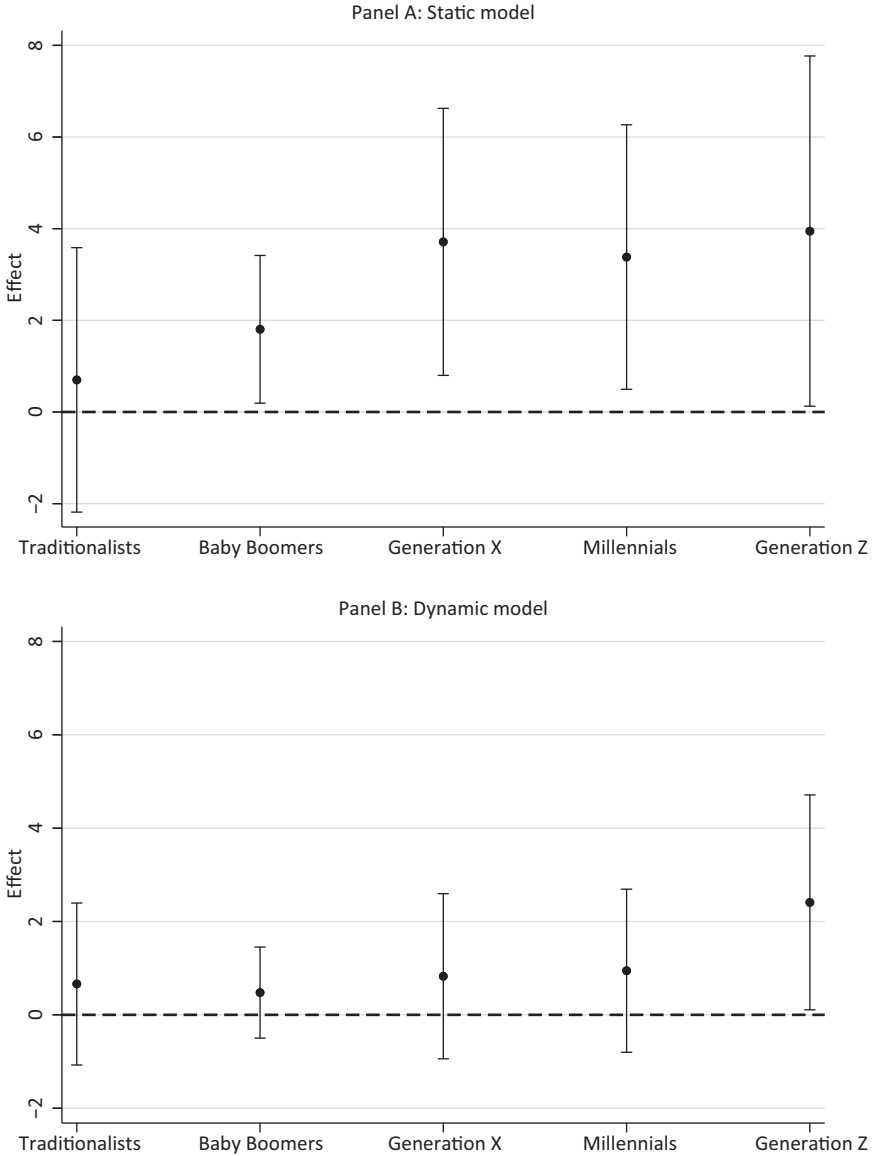 Panel A: Static model
8
6
4
2
0
−2
Effect
Traditionalists Baby Boomers Generation X Millennials Generation Z
Panel B: Dynamic model
8
6
4
2
0
−2
Effect
Traditionalists Baby Boomers Generation X Millennials Generation Z